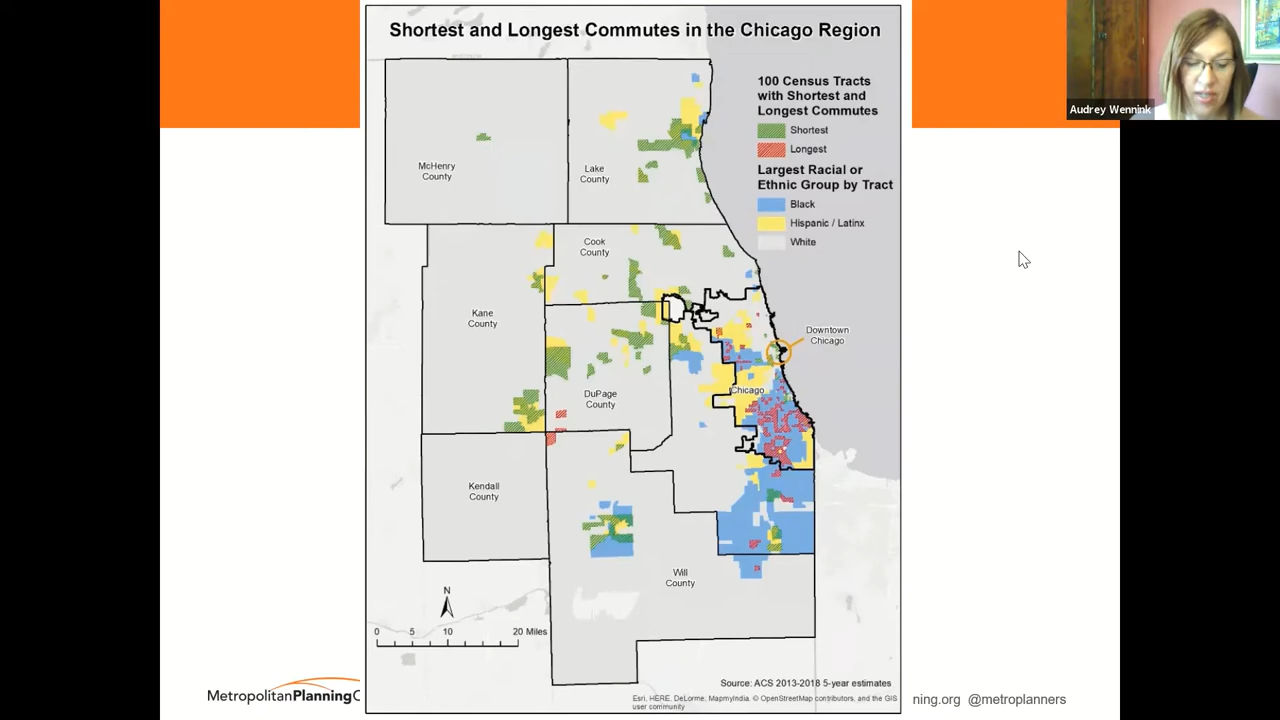 Shortest and Longest Commutes in the Chicago Region
Audrey Wennink
100 Census Tracts
with Shortest and
Longest Commutes
Shortest
Longest
Largest Racial or
Ethnic Group by Tract
Black
Hispanic / Latinx
White
McHenry
County
Lake
County
Cook
County
Kane
County
Downtown
Chicago
DuPage
County
Chicago
Kendall
County
Will
County
N
0 5 10 20 Miles
Source: ACS 2013-2018 5-year estimates
Esri, HERE, DeLorme, MapmyIndia, © OpenStreetMap contributors, and the GIS
user community
MetropolitanPlanningC
ning.org @metroplanners